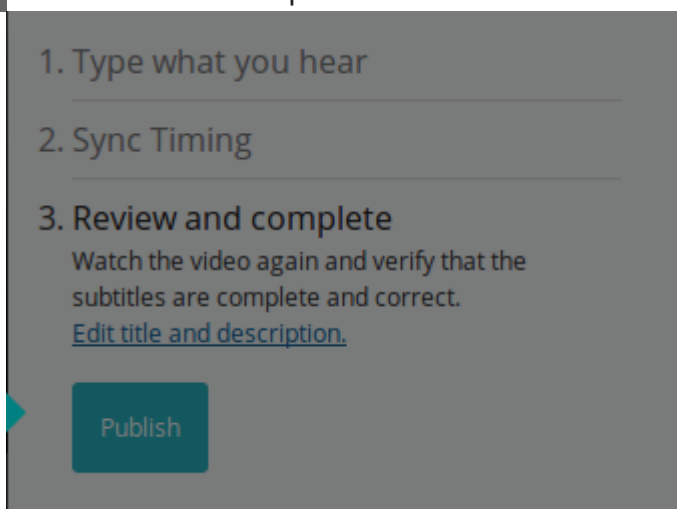 1. Type what you hear
2. Sync Timing
3. Review and complete
Watch the video again and verify that the
subtitles are complete and correct.
Edit title and description.
Publish